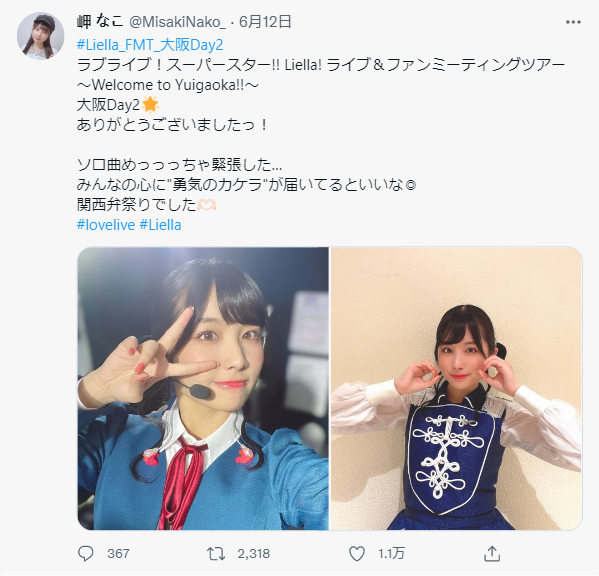 岬 なこ @MisakiNako_ · 6月12日
#Liella_FMT_大阪Day2
ラブライブ！スーパースター!! Liella! ライブ＆ファンミーティングツアー
～Welcome to Yuigaoka!!～
大阪Day2🌟
ありがとうございましたっ！
ソロ曲めっっっちゃ緊張した...
みんなの心に“勇気のカケラ”が届いてるといいな☺
関西弁祭りでした🫶🏻
#lovelive #Liella
367 2,318 1.1万